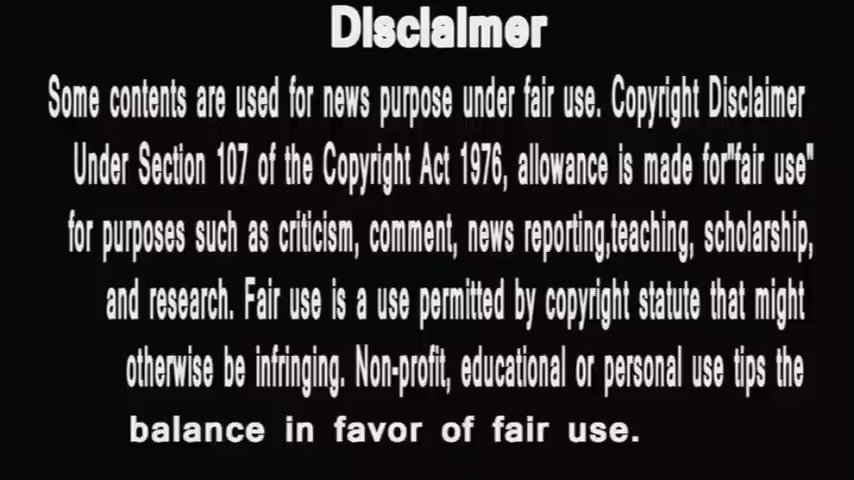 Disclaimer
Some contents are used for news purpose under fair use. Copyright Disclaimer
Under Section 107 of the Copyright Act 1976, allowance is made for"fair use"
for purposes such as criticism, comment, news reporting,teaching, scholarship,
and research. Fair use is a use permitted by copyright statute that might
otherwise be infringing. Non-profit, educational or personal use tips the
balance in favor of fair use.